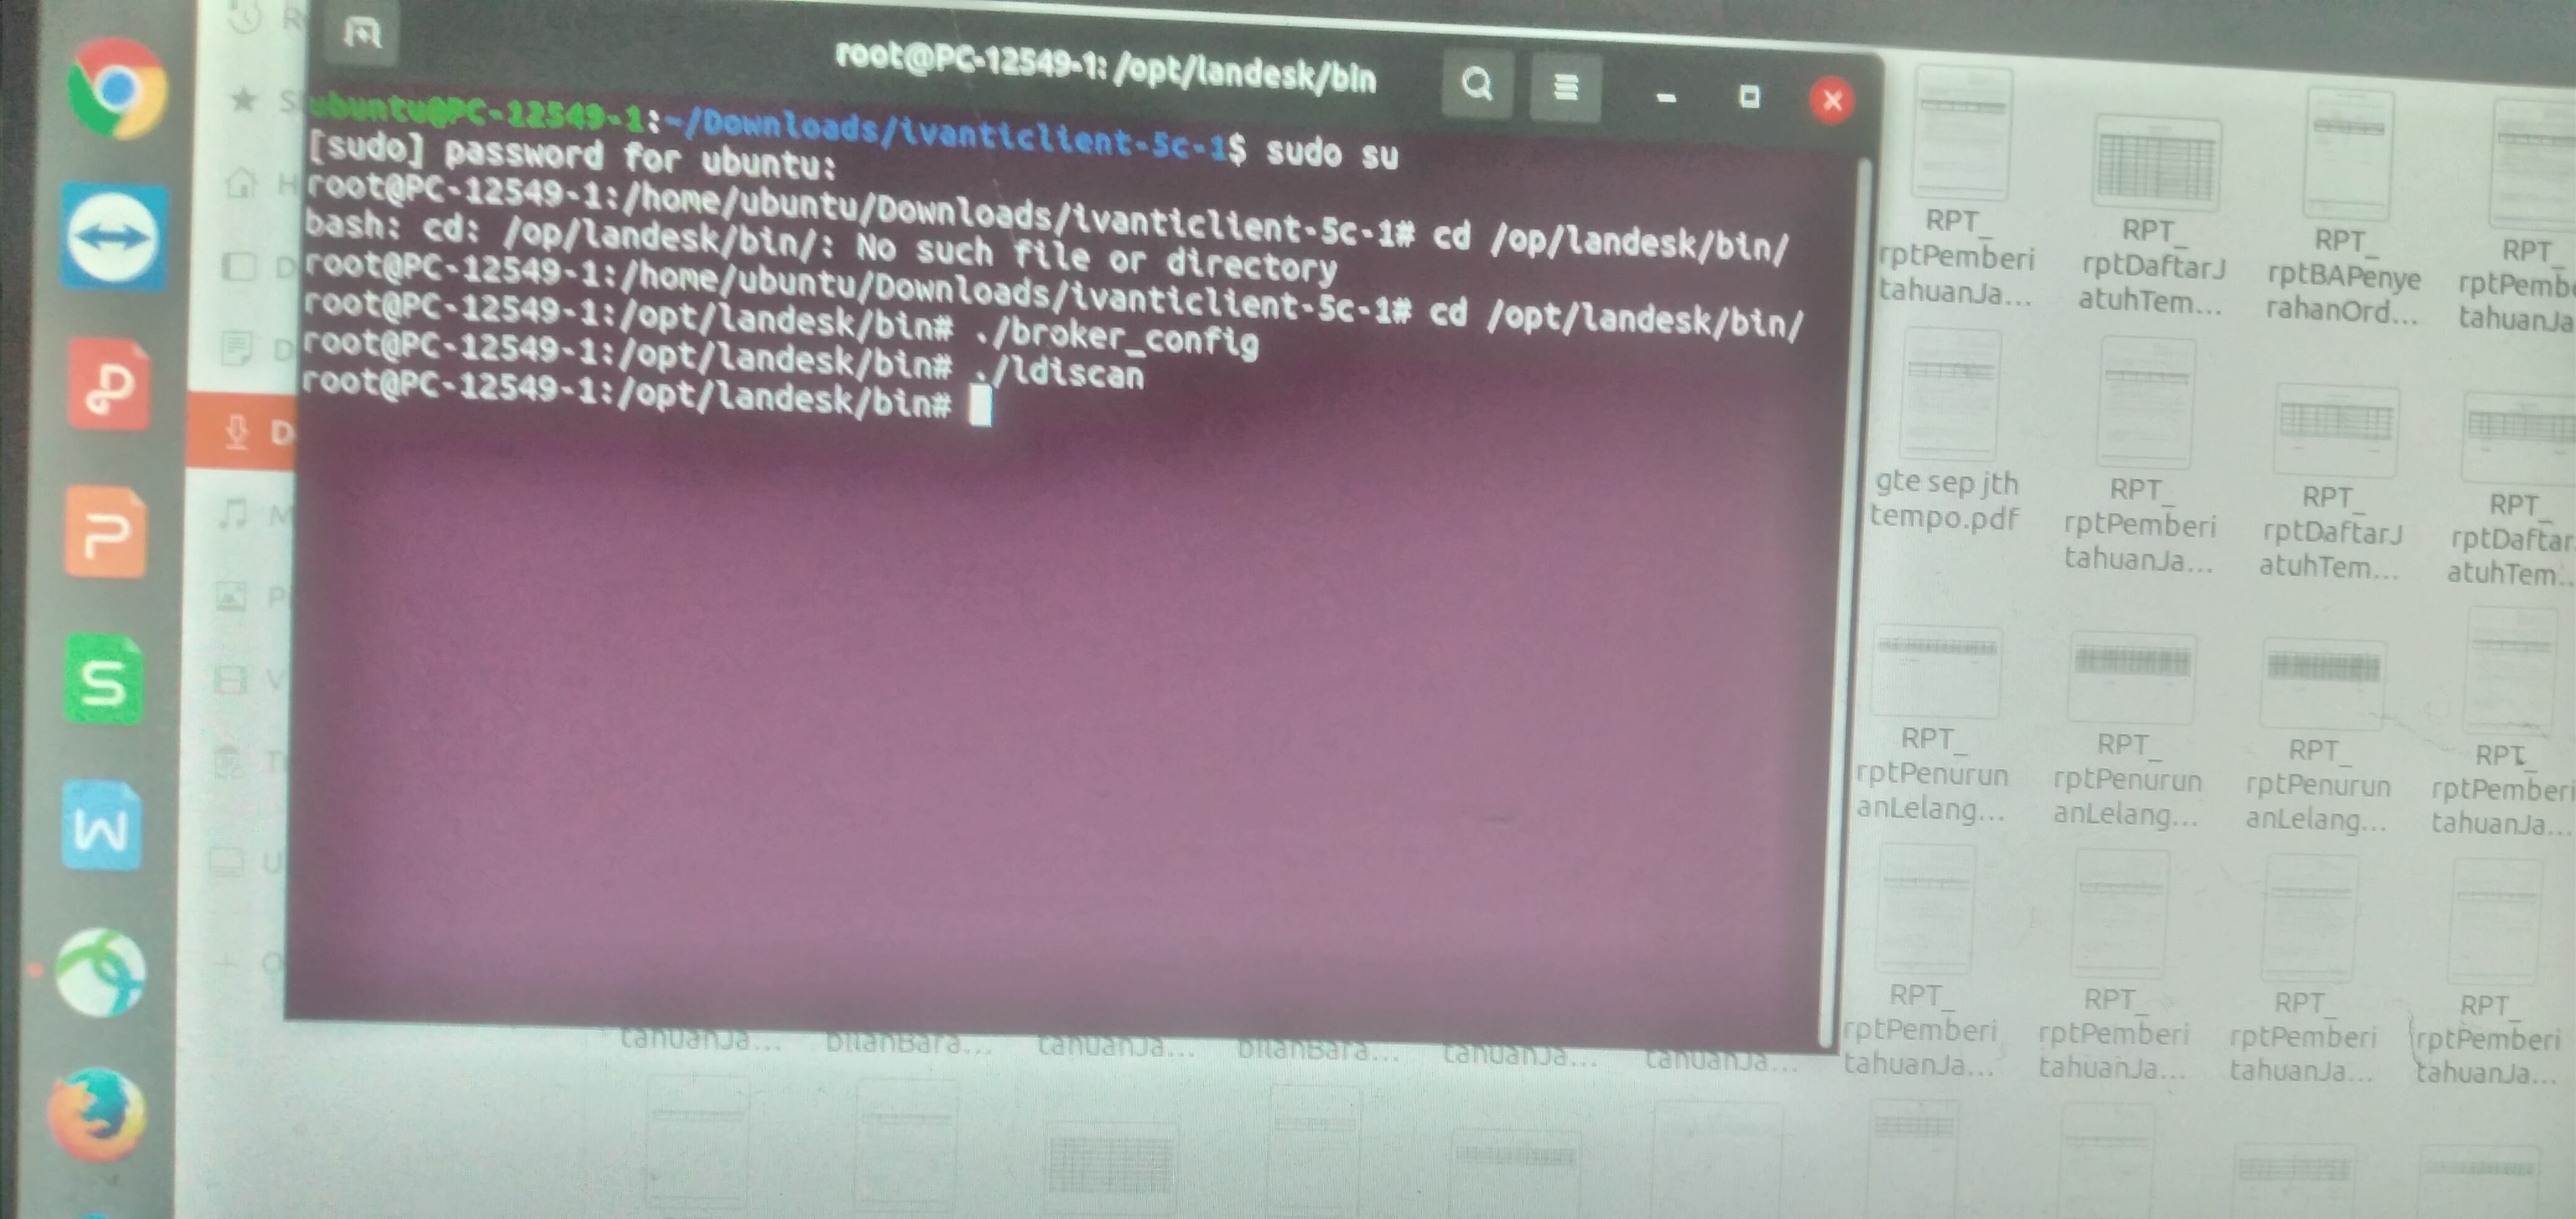 root@PC-12549-1: /opt/landesk/bin
ubuntu@PC-12549-1:~/Downloads/ivanticlient-5c-1$ sudo su
[sudo] password for ubuntu:
root@PC-12549-1:/home/ubuntu/Downloads/ivanticlient-5c-1# cd /op/landesk/bin/
bash: cd: /op/landesk/bin/: No such file or directory
root@PC-12549-1:/home/ubuntu/Downloads/ivanticlient-5c-1# cd /opt/landesk/bin/
root@PC-12549-1:/opt/landesk/bin# ./broker_config
root@PC-12549-1:/opt/landesk/bin# ./ldiscan
root@PC-12549-1:/opt/landesk/bin#
RPT_
rptPemberi
tahuanJa...
RPT_
rptDaftarJ
atuhTem...
RPT_
rptBAPenye
rahanOrd...
RPT_
rptPembe
tahuanJa
gte sep jth
tempo.pdf
RPT_
rptPemberi
tahuanJa...
RPT_
rptDaftarJ
atuhTem...
RPT_
rptDaftar
atuhTem...
RPT_
rptPenurun
anLelang...
RPT_
rptPenurun
anLelang...
RPT_
rptPenurun
anLelang...
RPT_
rptPemberi
tahuanJa...
RPT_
rptPemberi
tahuanJa...
RPT_
rptPemberi
tahuanJa...
RPT_
rptPemberi
tahuanJa...
RPT_
rptPemberi
tahuanJa...
tahuanJa... bilanBara... tahuanJa... bilanBara... tahuanJa... tahuanJa...